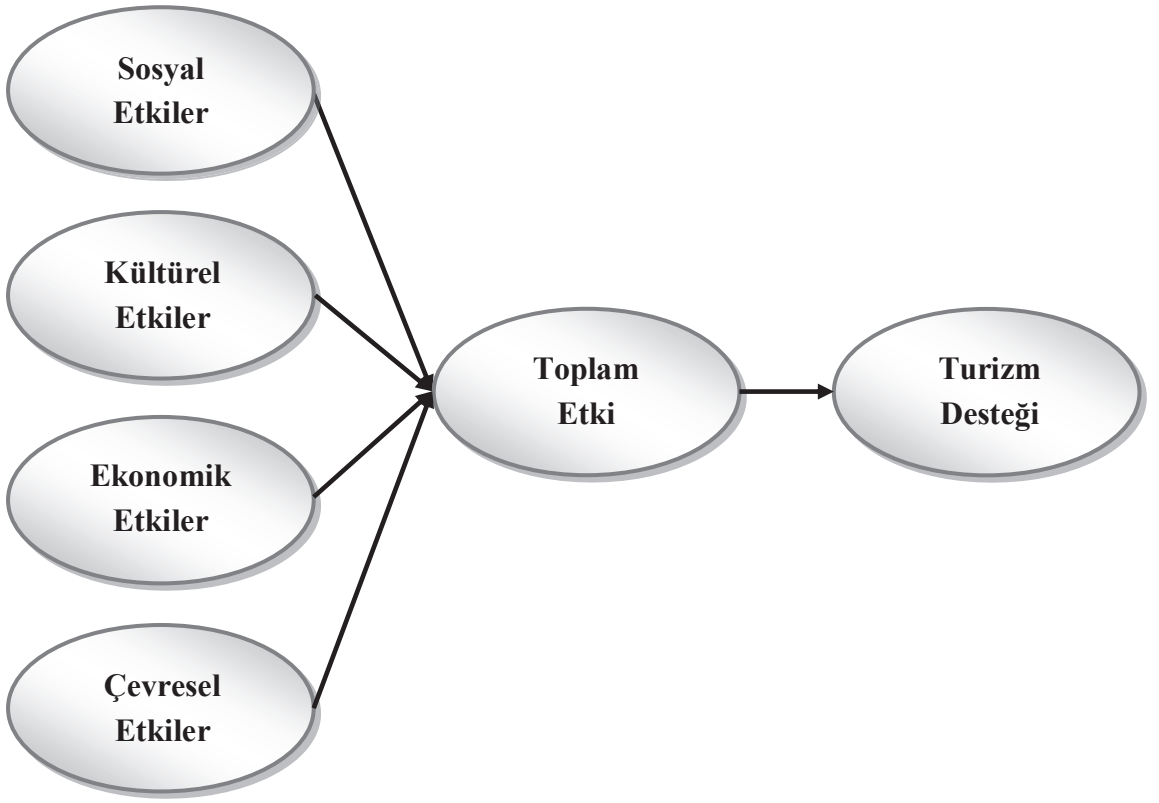 Sosyal
Etkiler
Kültürel
Etkiler
Ekonomik
Etkiler
Çevresel
Etkiler
Toplam
Etki
Turizm
Desteği